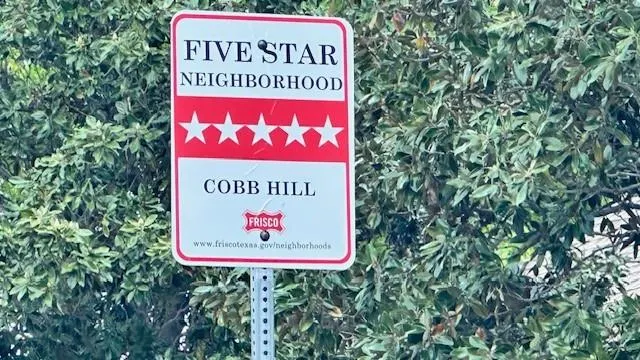 FIVE STAR
NEIGHBORHOOD
COBB HILL
FRISCO
www.friscotexas.gov/neighborhoods